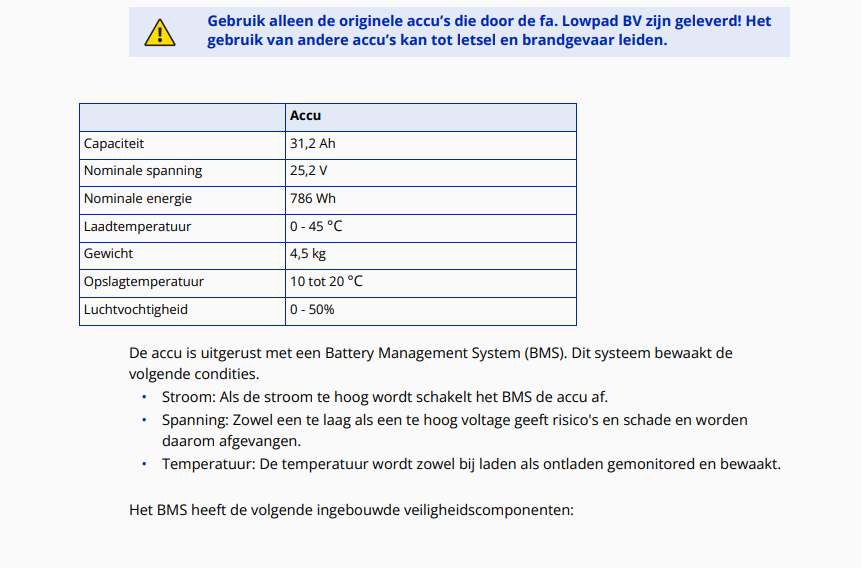 Gebruik alleen de originele accu’s die door de fa. Lowpad BV zijn geleverd! Het
gebruik van andere accu’s kan tot letsel en brandgevaar leiden.
Accu
Capaciteit 31,2 Ah
Nominale spanning 25,2 V
Nominale energie 786 Wh
Laadtemperatuur 0 - 45 °C
Gewicht 4,5 kg
Opslagtemperatuur 10 tot 20 °C
Luchtvochtigheid 0 - 50%
De accu is uitgerust met een Battery Management System (BMS). Dit systeem bewaakt de
volgende condities.
• Stroom: Als de stroom te hoog wordt schakelt het BMS de accu af.
• Spanning: Zowel een te laag als een te hoog voltage geeft risico's en schade en worden
daarom afgevangen.
• Temperatuur: De temperatuur wordt zowel bij laden als ontladen gemonitored en bewaakt.
Het BMS heeft de volgende ingebouwde veiligheidscomponenten: